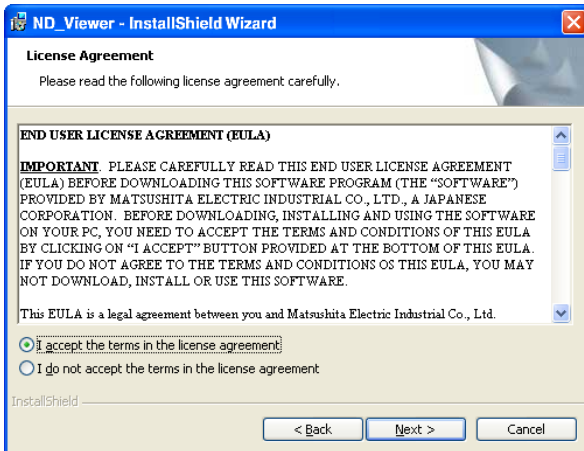 ND_Viewer - InstallShield Wizard
License Agreement
Please read the following license agreement carefully.
END USER LICENSE AGREEMENT (EULA)
IMPORTANT. PLEASE CAREFULLY READ THIS END USER LICENSE AGREEMENT
(EULA) BEFORE DOWNLOADING THIS SOFTWARE PROGRAM (THE “SOFTWARE”)
PROVIDED BY MATSUSHITA ELECTRIC INDUSTRIAL CO., LTD., A JAPANESE
CORPORATION. BEFORE DOWNLOADING, INSTALLING AND USING THE SOFTWARE
ON YOUR PC, YOU NEED TO ACCEPT THE TERMS AND CONDITIONS OF THIS EULA
BY CLICKING ON “I ACCEPT” BUTTON PROVIDED AT THE BOTTOM OF THIS EULA.
IF YOU DO NOT AGREE TO THE TERMS AND CONDITIONS OS THIS EULA, YOU MAY
NOT DOWNLOAD, INSTALL OR USE THIS SOFTWARE.
This EULA is a legal agreement between you and Matsushita Electric Industrial Co., Ltd.
I accept the terms in the license agreement
I do not accept the terms in the license agreement
InstallShield
< Back Next > Cancel